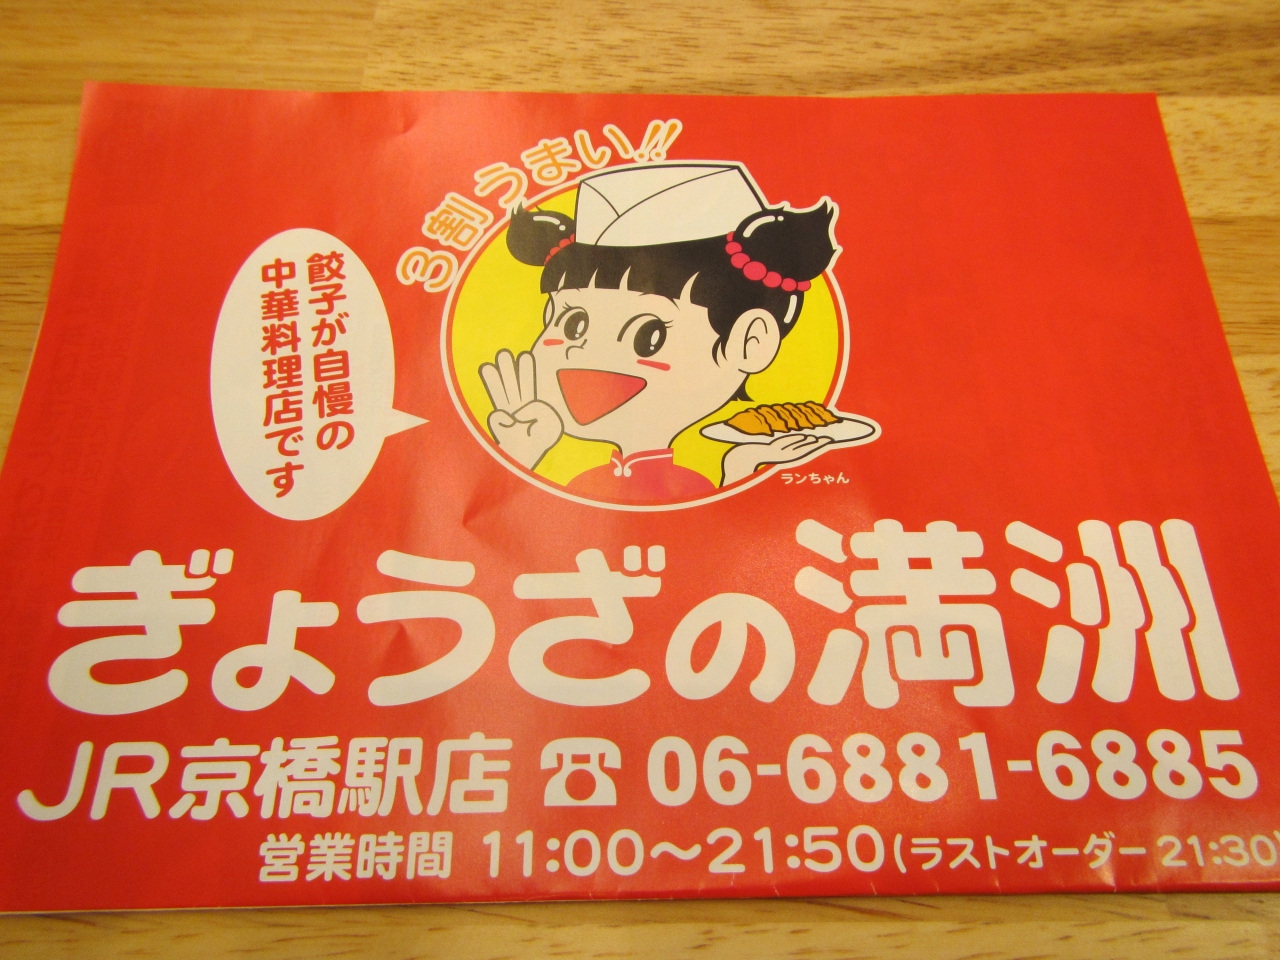 3割うまい!!
餃子が自慢の
中華料理店です
ランちゃん
ぎょうざの満洲
JR京橋駅店 ☎ 06-6881-6885
営業時間 11:00～21:50(ラストオーダー 21:30)